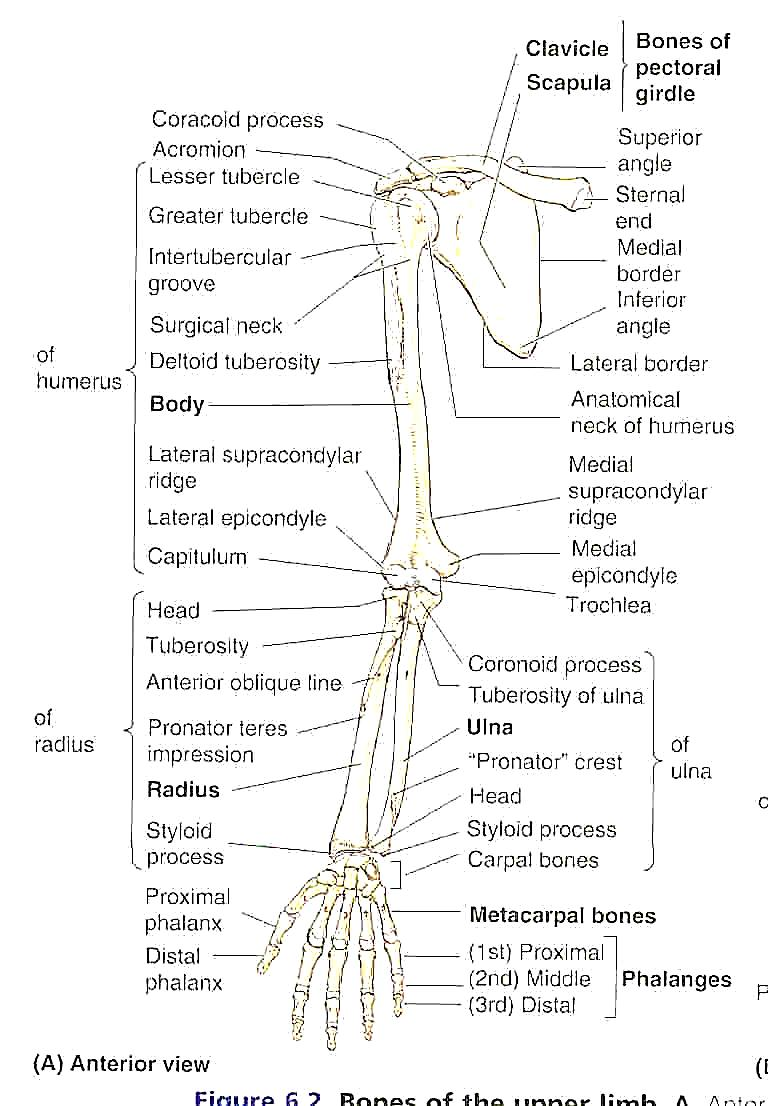 Clavicle
Scapula
Bones of
pectoral
girdle
Coracoid process
Acromion
Lesser tubercle
Greater tubercle
Intertubercular
groove
Surgical neck
Deltoid tuberosity
Body
Lateral supracondylar
ridge
Lateral epicondyle
Capitulum
of
humerus
Superior
angle
Sternal
end
Medial
border
Inferior
angle
Lateral border
Anatomical
neck of humerus
Medial
supracondylar
ridge
Medial
epicondyle
Trochlea
Head
Tuberosity
Anterior oblique line
Pronator teres
impression
Radius
Styloid
process
of
radius
Coronoid process
Tuberosity of ulna
Ulna
“Pronator” crest
Head
Styloid process
Carpal bones
of
ulna
Proximal
phalanx
Distal
phalanx
Metacarpal bones
(1st) Proximal
(2nd) Middle
(3rd) Distal
Phalanges
(A) Anterior view
Figure 6.2 Bones of the upper limb. A.